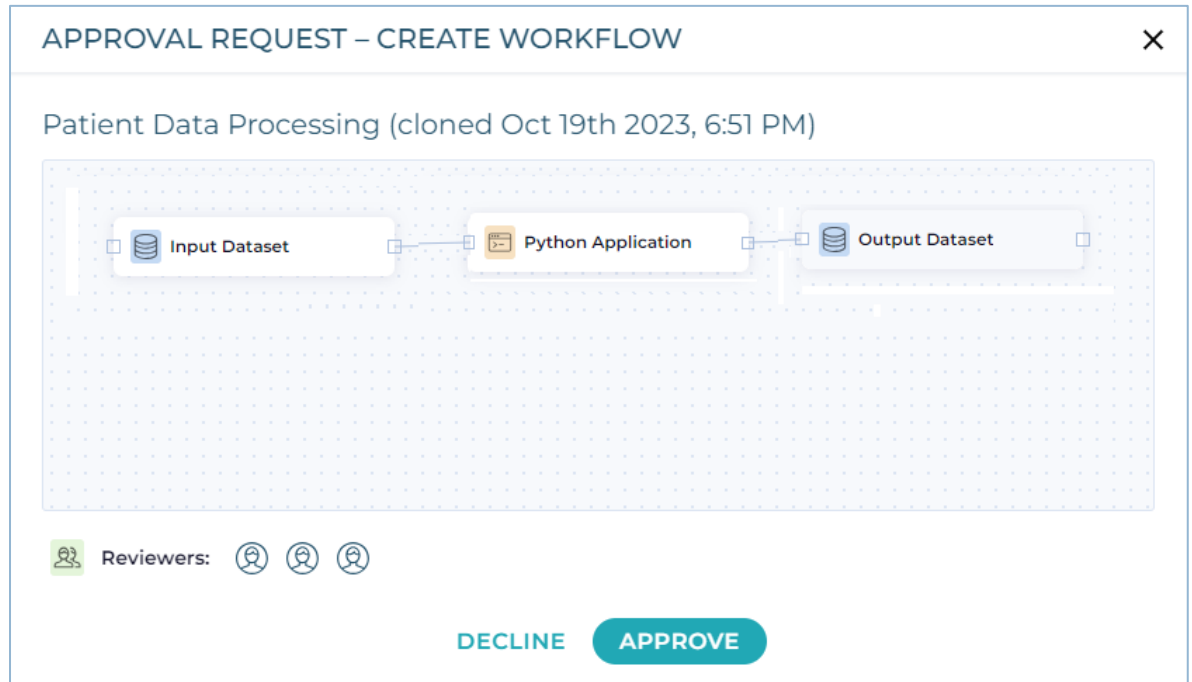 APPROVAL REQUEST – CREATE WORKFLOW
Patient Data Processing (cloned Oct 19th 2023, 6:51 PM)
Input Dataset
Python Application
Output Dataset
Reviewers:
DECLINE
APPROVE